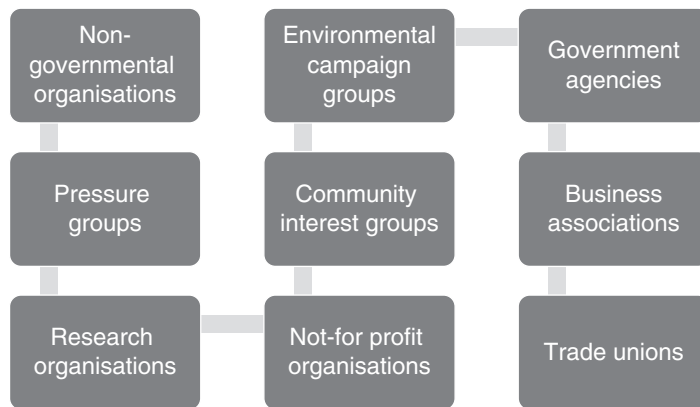 Non-
governmental
organisations
Pressure
groups
Research
organisations
Not-for profit
organisations
Community
interest groups
Environmental
campaign
groups
Government
agencies
Business
associations
Trade unions